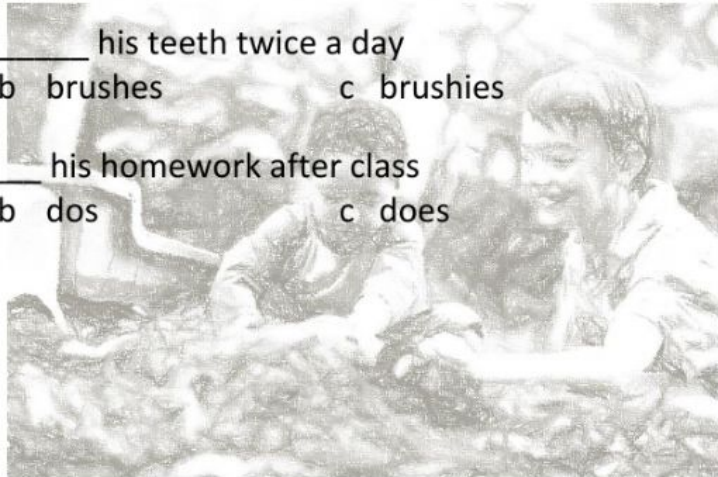 ______ his teeth twice a day
b brushes c brushies
___ his homework after class
b dos c does